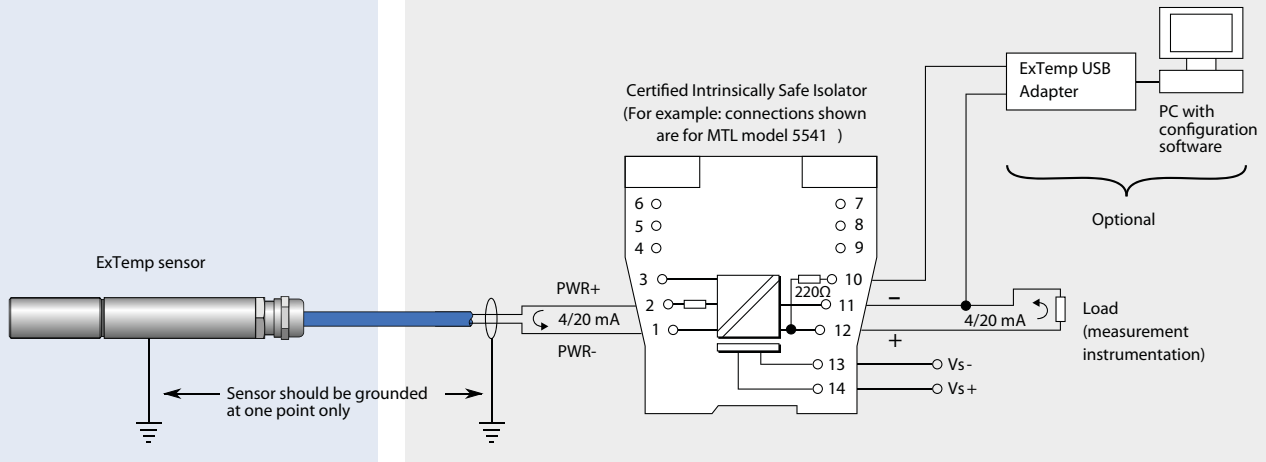 ExTemp USB
Adapter
PC with
configuration
software
Optional
Certified Intrinsically Safe Isolator
(For example: connections shown
are for MTL model 5541 )
6
5
4
3
2
1
7
8
9
10
220Ω
11
12
13
14
ExTemp sensor
PWR+
4/20 mA
PWR-
Sensor should be grounded
at one point only
–
4/20 mA
+
Load
(measurement
instrumentation)
Vs-
Vs+